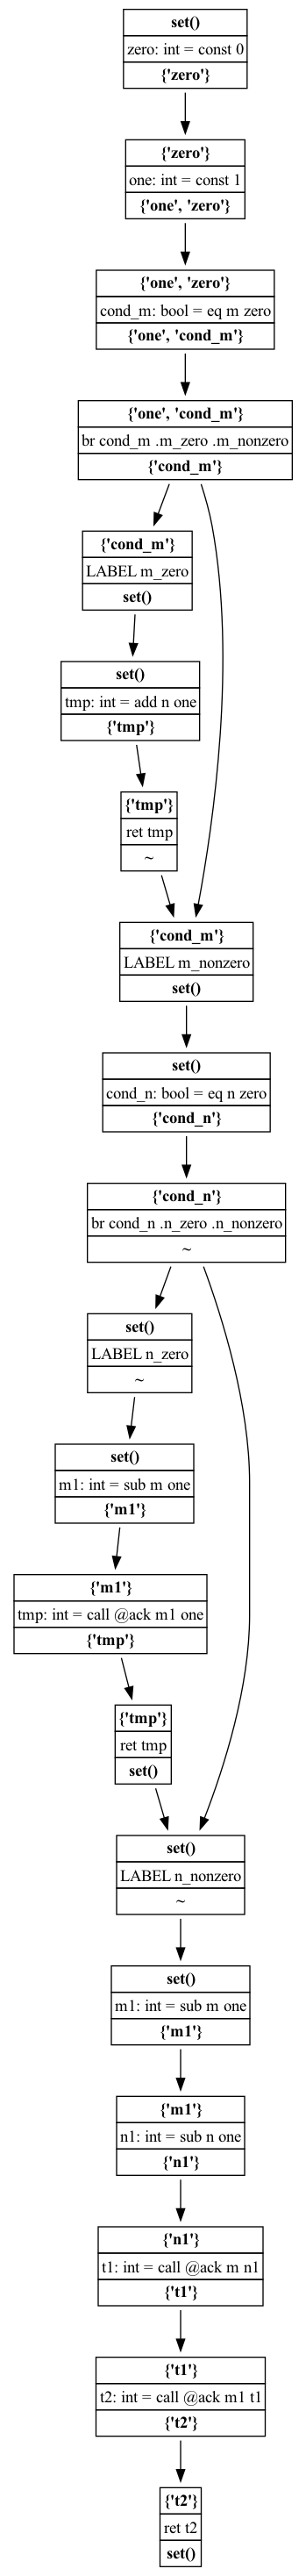 set()
zero: int = const 0
{'zero'}
{'zero'}
one: int = const 1
{'one', 'zero'}
{'one', 'zero'}
cond_m: bool = eq m zero
{'one', 'cond_m'}
{'one', 'cond_m'}
br cond_m .m_zero .m_nonzero
{'cond_m'}
{'cond_m'}
LABEL m_zero
set()
set()
tmp: int = add n one
{'tmp'}
{'tmp'}
ret tmp
~
{'cond_m'}
LABEL m_nonzero
set()
set()
cond_n: bool = eq n zero
{'cond_n'}
{'cond_n'}
br cond_n .n_zero .n_nonzero
~
set()
LABEL n_zero
~
set()
m1: int = sub m one
{'m1'}
{'m1'}
tmp: int = call @ack m1 one
{'tmp'}
{'tmp'}
ret tmp
set()
set()
LABEL n_nonzero
~
set()
m1: int = sub m one
{'m1'}
{'m1'}
n1: int = sub n one
{'n1'}
{'n1'}
t1: int = call @ack m n1
{'t1'}
{'t1'}
t2: int = call @ack m1 t1
{'t2'}
{'t2'}
ret t2
set()